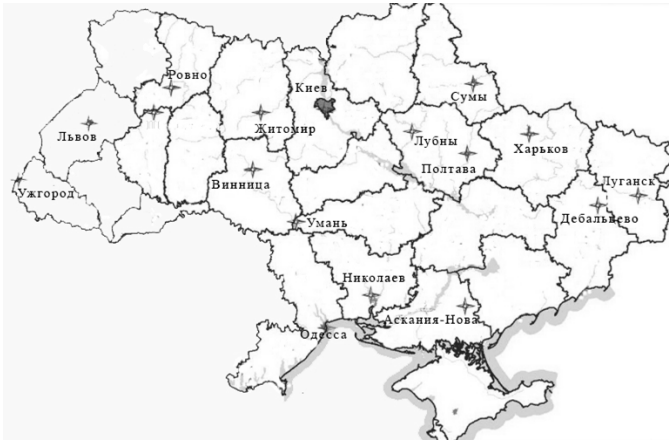 Ровно
Киев
Сумы
Львов
Житомир
Лубны
Харьков
Полтава
Ужгород
Винница
Луганск
Дебальцево
Умань
Николаев
Аскания-Нова
Одесса